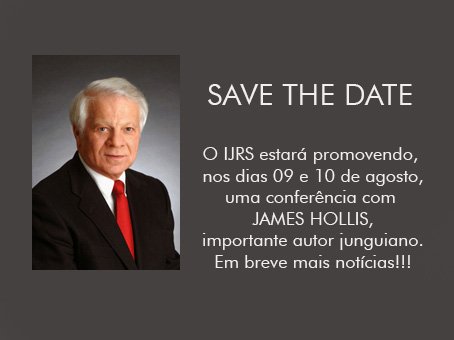 SAVE THE DATE
O IJRS estará promovendo,
nos dias 09 e 10 de agosto,
uma conferência com
JAMES HOLLIS,
importante autor junguiano.
Em breve mais notícias!!!